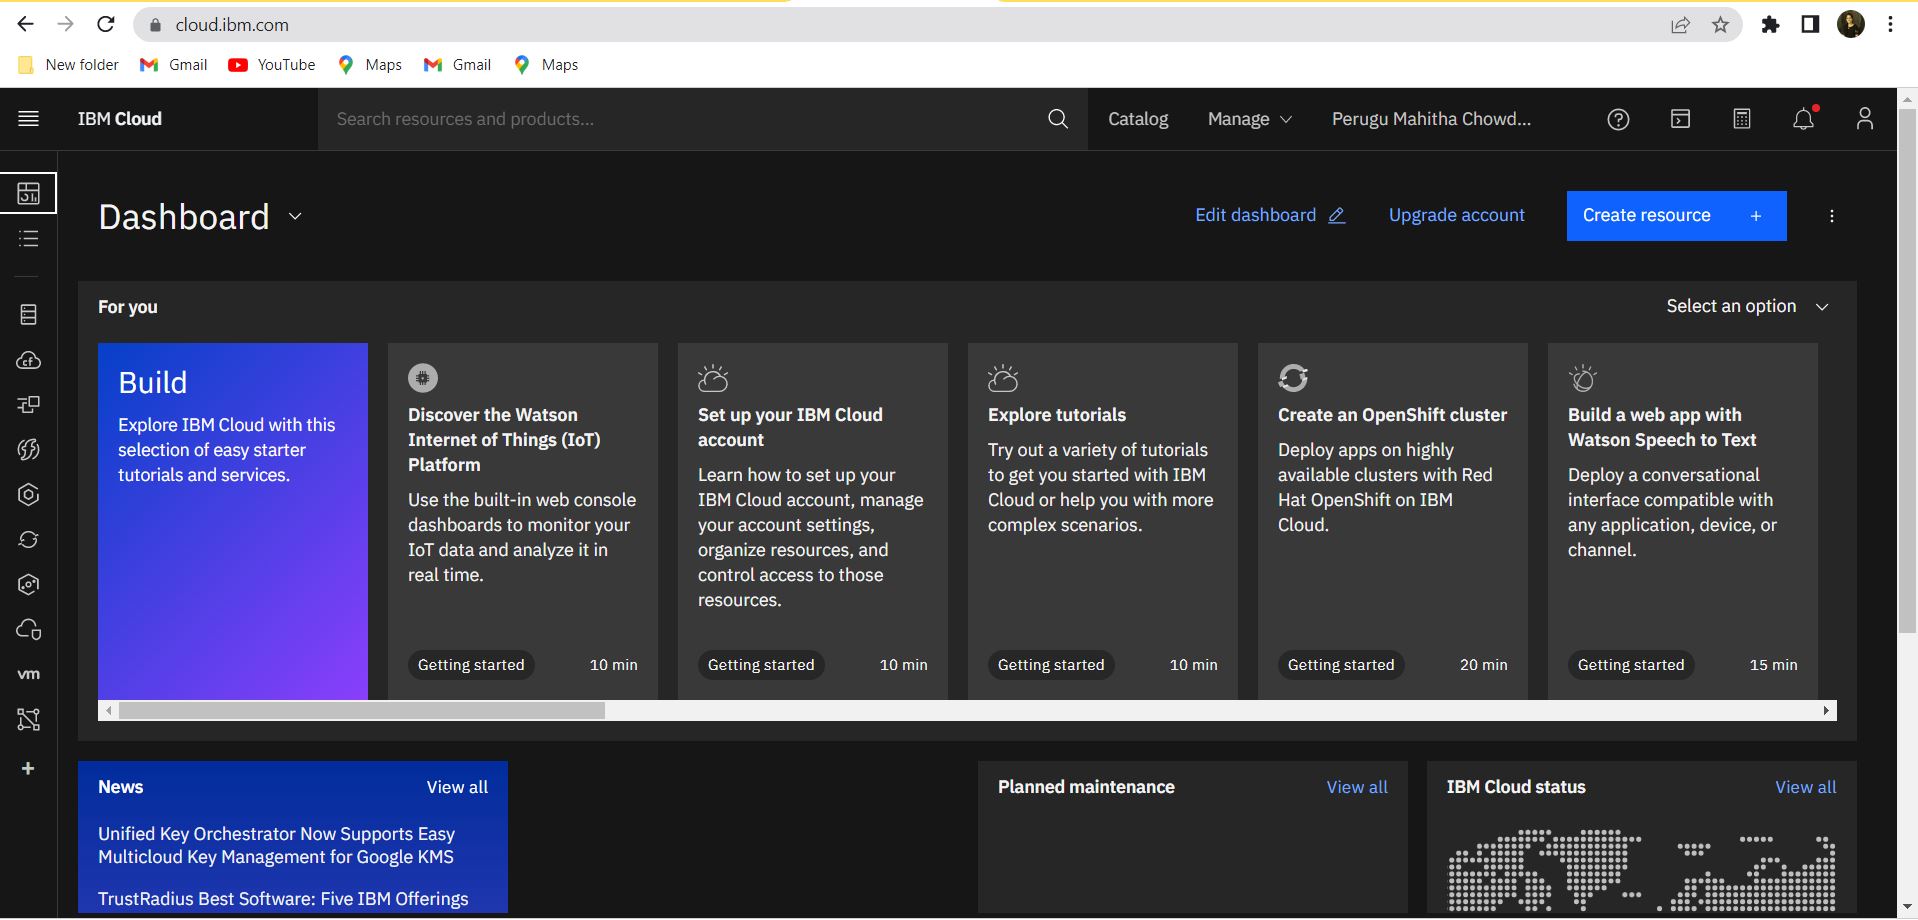 cloud.ibm.com
New folder Gmail YouTube Maps Gmail Maps
IBM Cloud Search resources and products... Catalog Manage Perugu Mahitha Chowd...
Dashboard Edit dashboard Upgrade account Create resource +
For you Select an option
Build
Explore IBM Cloud with this
selection of easy starter
tutorials and services.
Discover the Watson
Internet of Things (IoT)
Platform
Use the built-in web console
dashboards to monitor your
IoT data and analyze it in
real time.
Getting started 10 min
Set up your IBM Cloud
account
Learn how to set up your
IBM Cloud account, manage
your account settings,
organize resources, and
control access to those
resources.
Getting started 10 min
Explore tutorials
Try out a variety of tutorials
to get you started with IBM
Cloud or help you with more
complex scenarios.
Getting started 10 min
Create an OpenShift cluster
Deploy apps on highly
available clusters with Red
Hat OpenShift on IBM
Cloud.
Getting started 20 min
Build a web app with
Watson Speech to Text
Deploy a conversational
interface compatible with
any application, device, or
channel.
Getting started 15 min
cf
vm
+
News View all
Unified Key Orchestrator Now Supports Easy
Multicloud Key Management for Google KMS
TrustRadius Best Software: Five IBM Offerings
Planned maintenance View all
IBM Cloud status View all